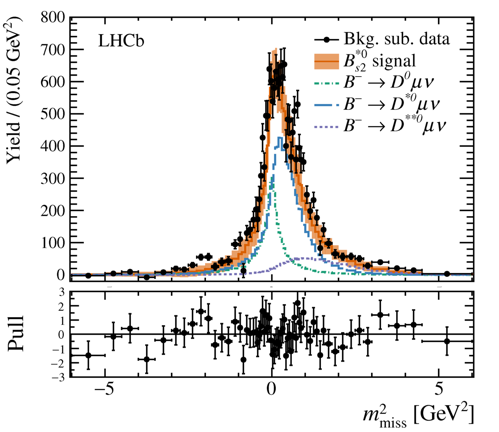 LHCb
Bkg. sub. data
B*0s2 signal
B− → D0μν
B− → D*0μν
B− → D**0μν
Yield / (0.05 GeV2)
800
700
600
500
400
300
200
100
0
Pull
3
2
1
0
−1
−2
−3
−5 0 5
m2miss [GeV2]